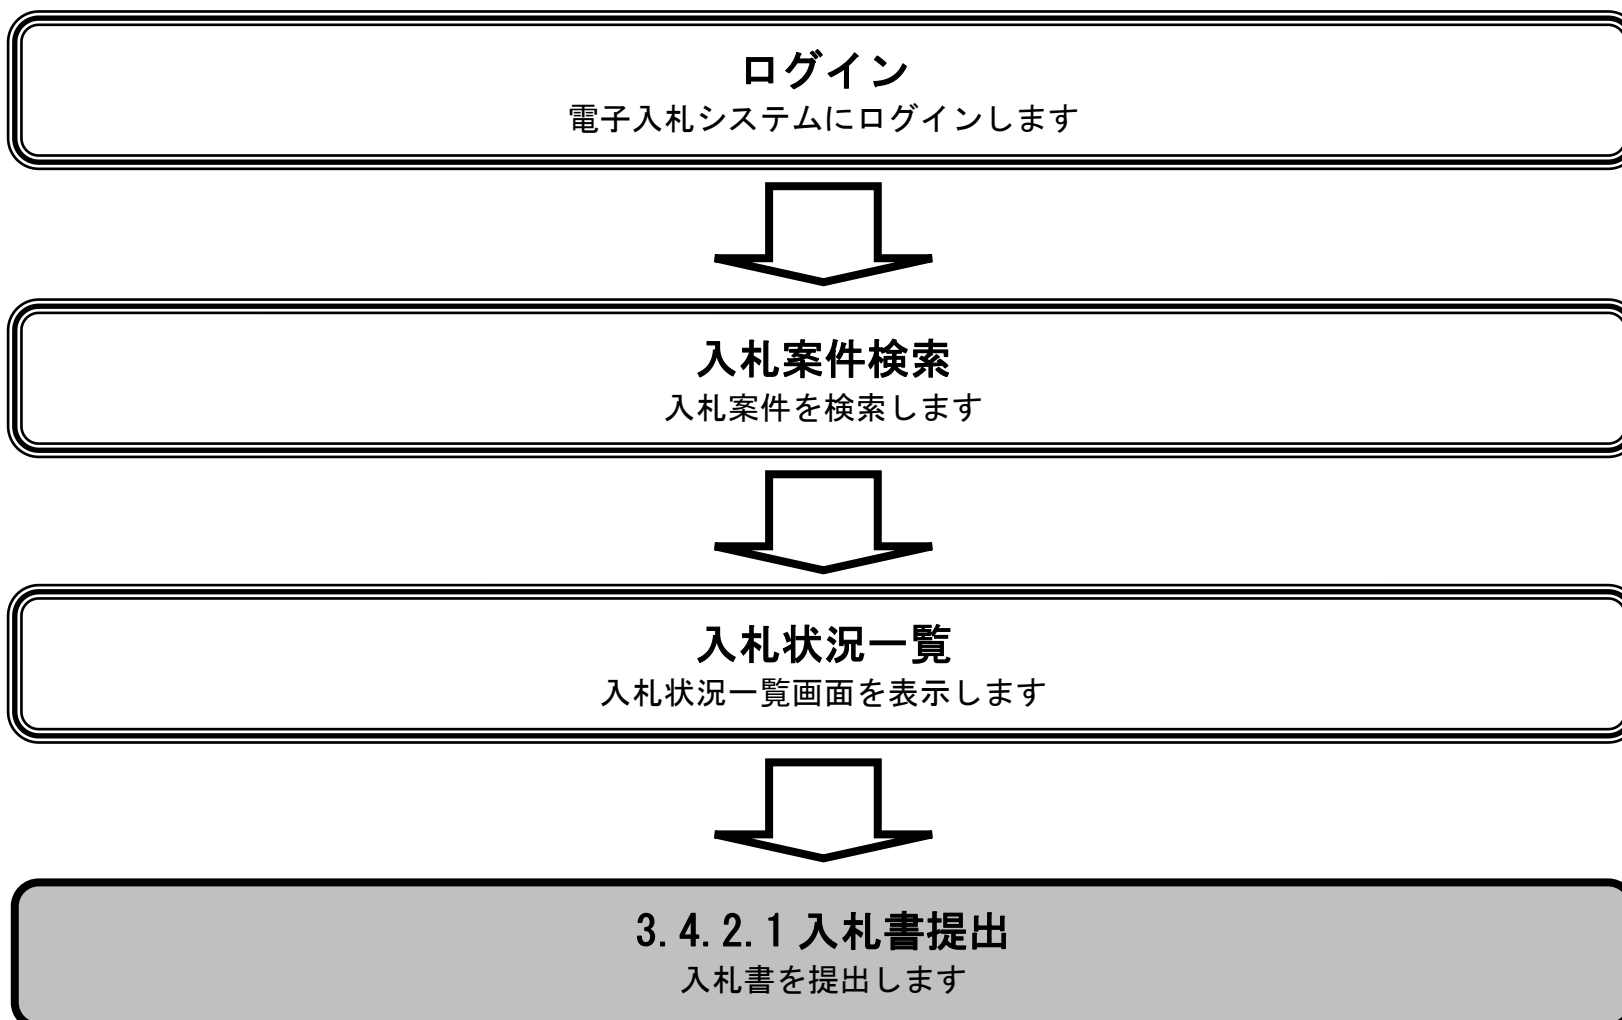 ログイン
電子入札システムにログインします
入札案件検索
入札案件を検索します
入札状況一覧
入札状況一覧画面を表示します
3.4.2.1 入札書提出
入札書を提出します